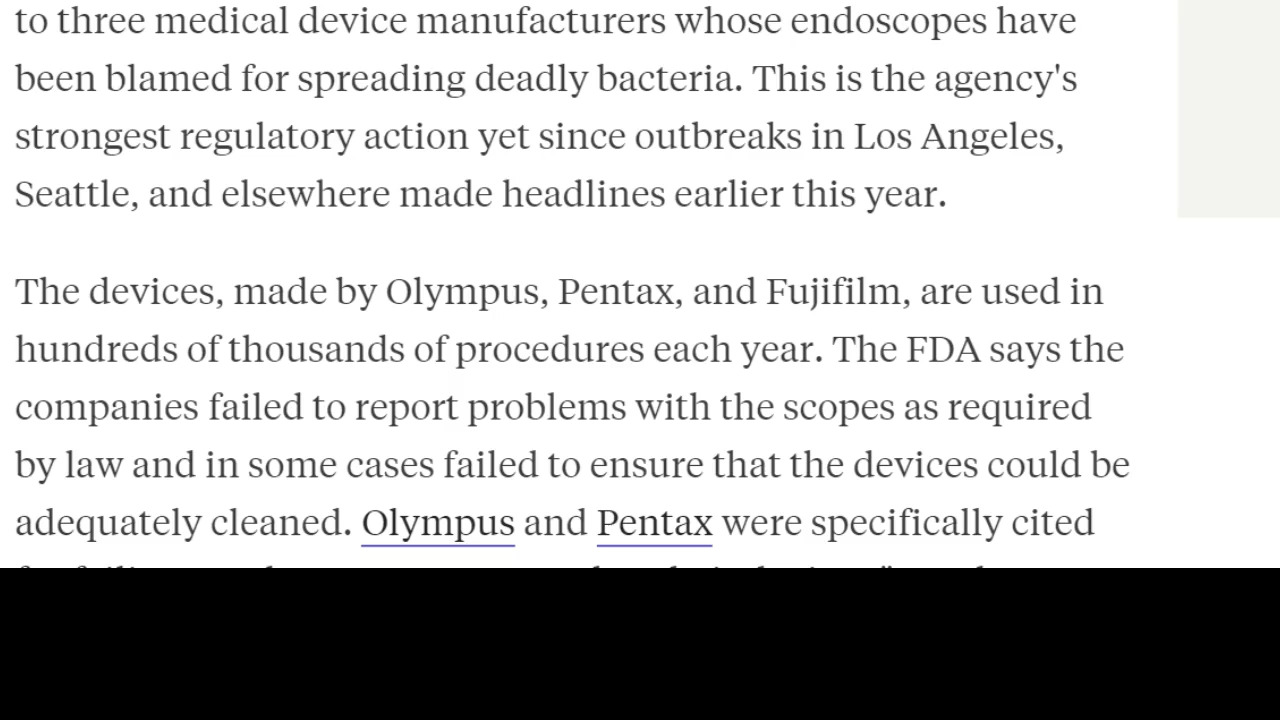 to three medical device manufacturers whose endoscopes have
been blamed for spreading deadly bacteria. This is the agency's
strongest regulatory action yet since outbreaks in Los Angeles,
Seattle, and elsewhere made headlines earlier this year.
The devices, made by Olympus, Pentax, and Fujifilm, are used in
hundreds of thousands of procedures each year. The FDA says the
companies failed to report problems with the scopes as required
by law and in some cases failed to ensure that the devices could be
adequately cleaned. Olympus and Pentax were specifically cited